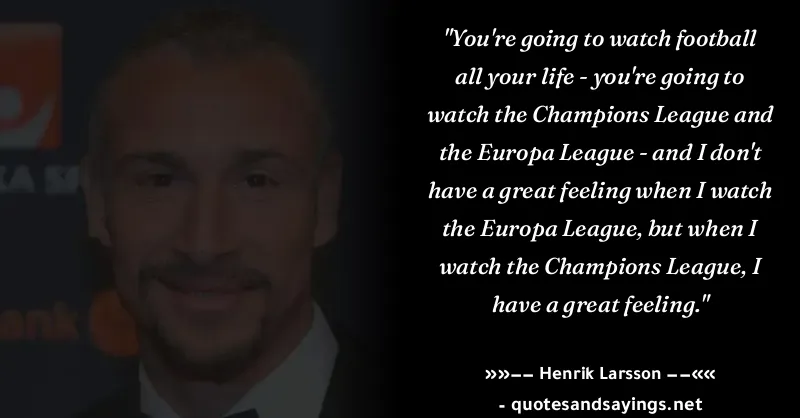 "You're going to watch football
all your life - you're going to
watch the Champions League and
the Europa League - and I don't
have a great feeling when I watch
the Europa League, but when I
watch the Champions League, I
have a great feeling."
»»–– Henrik Larsson ––««
- quotesandsayings.net
ank